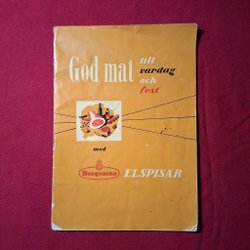 God mat till
vardag
och
fest
med
Husqvarna ELSPISAR